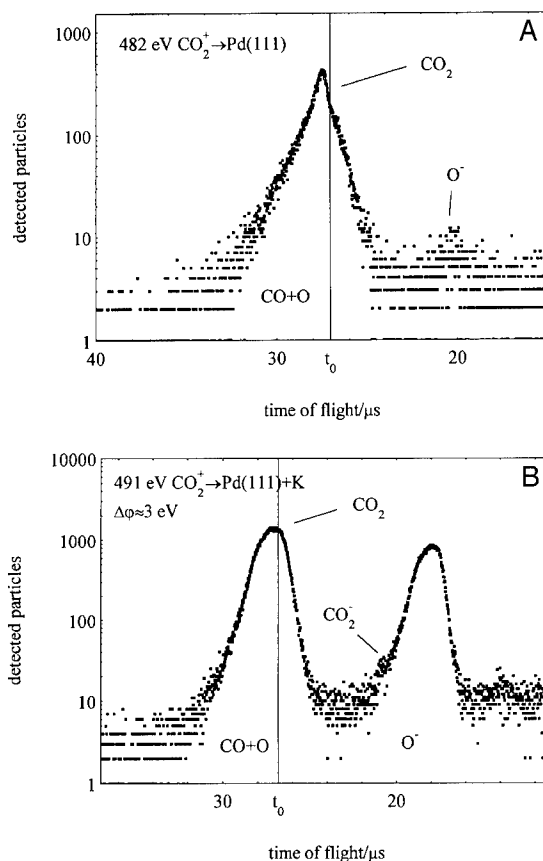 A
482 eV CO₂⁺→Pd(111)
CO₂
O⁻
CO+O
detected particles
1000
100
10
1
40
30
t₀
20
time of flight/μs
B
491 eV CO₂⁺→Pd(111)+K
Δφ≈3 eV
CO₂
CO₂⁻
CO+O
O⁻
detected particles
10000
1000
100
10
1
30
t₀
20
time of flight/μs